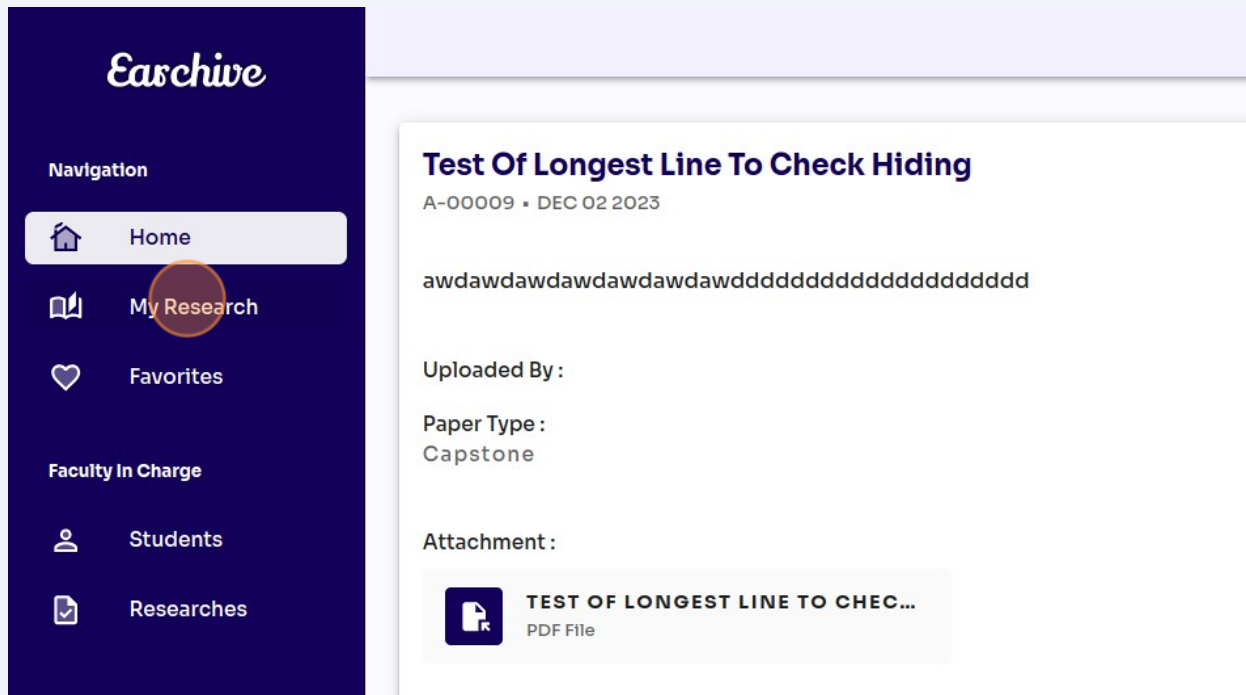 Earchive
Navigation
Home
My Research
Favorites
Faculty In Charge
Students
Researches
Test Of Longest Line To Check Hiding
A-00009 • DEC 02 2023
awdawdawdawdawdawdawdddddddddddddddddddd
Uploaded By :
Paper Type :
Capstone
Attachment :
TEST OF LONGEST LINE TO CHEC...
PDF File